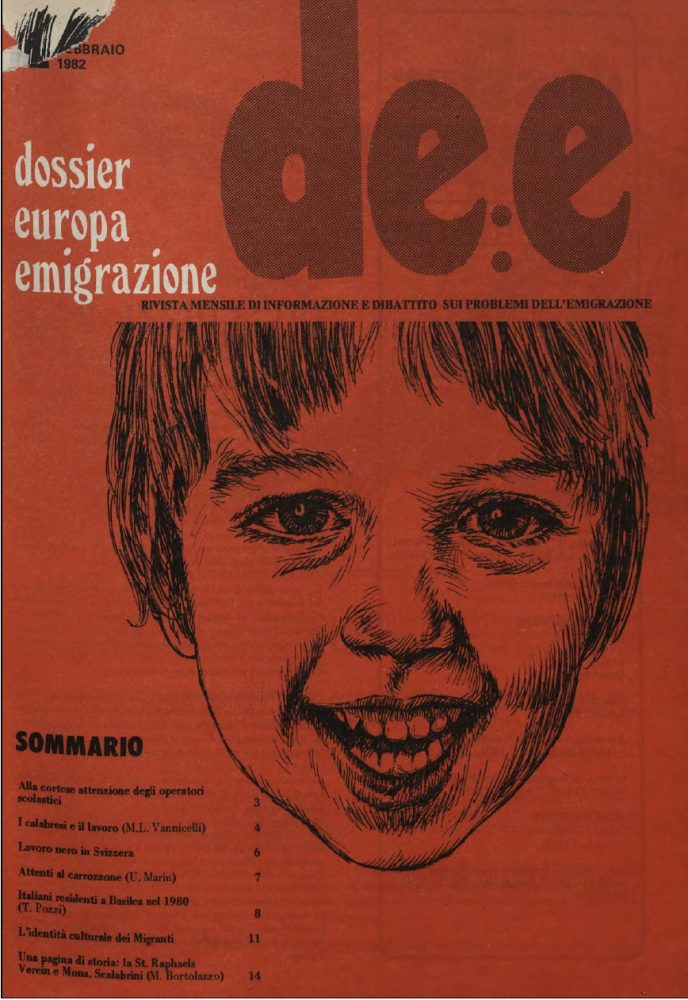 1982
de:e
dossier
europa
emigrazione
RIVISTA MENSILE DI INFORMAZIONE E DIBATTITO SUI PROBLEMI DELL'EMIGRAZIONE
SOMMARIO
Alla cortese attenzione degli operatori
scolastici 3
I calabresi e il lavoro (M.L. Vannicelli) 4
Lavoro nero in Svizzera 6
Attenti al carrozzone (U. Marin) 7
Italiani residenti a Basilea nel 1980
(T. Pozzi) 8
L'identità culturale dei Migranti 11
Una pagina di storia: la St. Raphaels
Verein e Mons. Scalabrini (M. Bortolazzo) 14